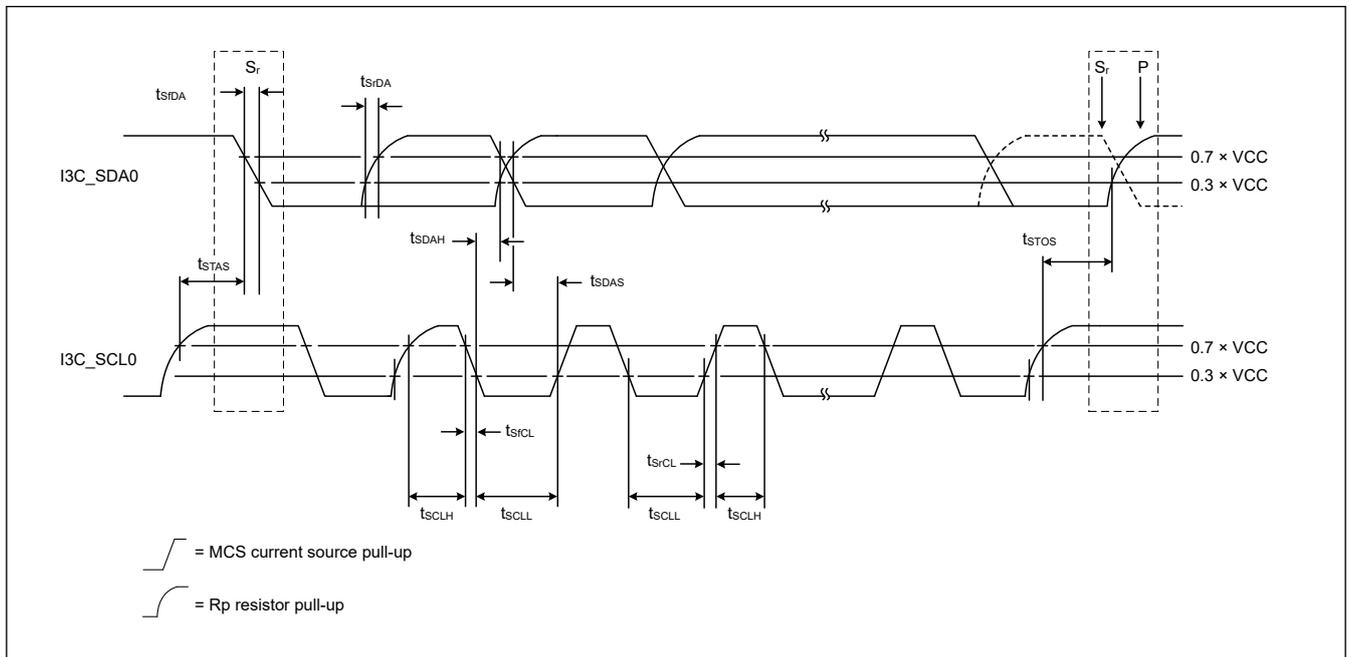 Sr
Sr P
tSrDA
tSfDA
0.7 × VCC
I3C_SDA0
0.3 × VCC
tSDAH
tSTOS
tSTAS
tSDAS
0.7 × VCC
I3C_SCL0
0.3 × VCC
tSfCL
tSrCL
tSCLH
tSCLL
tSCLL
tSCLH
= MCS current source pull-up
= Rp resistor pull-up